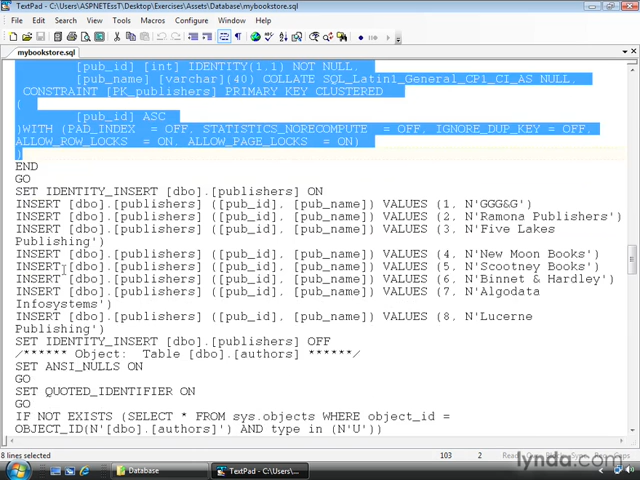 TextPad - C:\Users\ASPNETEssT\Desktop\Exercises\Assets\Database\mybookstore.sql
File Edit Search View Tools Macros Configure Window Help
mybookstore.sql
[pub_id] [int] IDENTITY(1,1) NOT NULL,
[pub_name] [varchar](40) COLLATE SQL_Latin1_General_CP1_CI_AS NULL,
CONSTRAINT [PK_publishers] PRIMARY KEY CLUSTERED
(
[pub_id] ASC
)WITH (PAD_INDEX = OFF, STATISTICS_NORECOMPUTE = OFF, IGNORE_DUP_KEY = OFF,
ALLOW_ROW_LOCKS = ON, ALLOW_PAGE_LOCKS = ON)
)
END
GO
SET IDENTITY_INSERT [dbo].[publishers] ON
INSERT [dbo].[publishers] ([pub_id], [pub_name]) VALUES (1, N'GGG&G')
INSERT [dbo].[publishers] ([pub_id], [pub_name]) VALUES (2, N'Ramona Publishers')
INSERT [dbo].[publishers] ([pub_id], [pub_name]) VALUES (3, N'Five Lakes
Publishing')
INSERT [dbo].[publishers] ([pub_id], [pub_name]) VALUES (4, N'New Moon Books')
INSERT [dbo].[publishers] ([pub_id], [pub_name]) VALUES (5, N'Scootney Books')
INSERT [dbo].[publishers] ([pub_id], [pub_name]) VALUES (6, N'Binnet & Hardley')
INSERT [dbo].[publishers] ([pub_id], [pub_name]) VALUES (7, N'Algodata
Infosystems')
INSERT [dbo].[publishers] ([pub_id], [pub_name]) VALUES (8, N'Lucerne
Publishing')
SET IDENTITY_INSERT [dbo].[publishers] OFF
/****** Object: Table [dbo].[authors] ******/
SET ANSI_NULLS ON
GO
SET QUOTED_IDENTIFIER ON
GO
IF NOT EXISTS (SELECT * FROM sys.objects WHERE object_id =
OBJECT_ID(N'[dbo].[authors]') AND type in (N'U'))
8 lines selected 103 2
lynda.com
Start Database TextPad - C:\Users\...